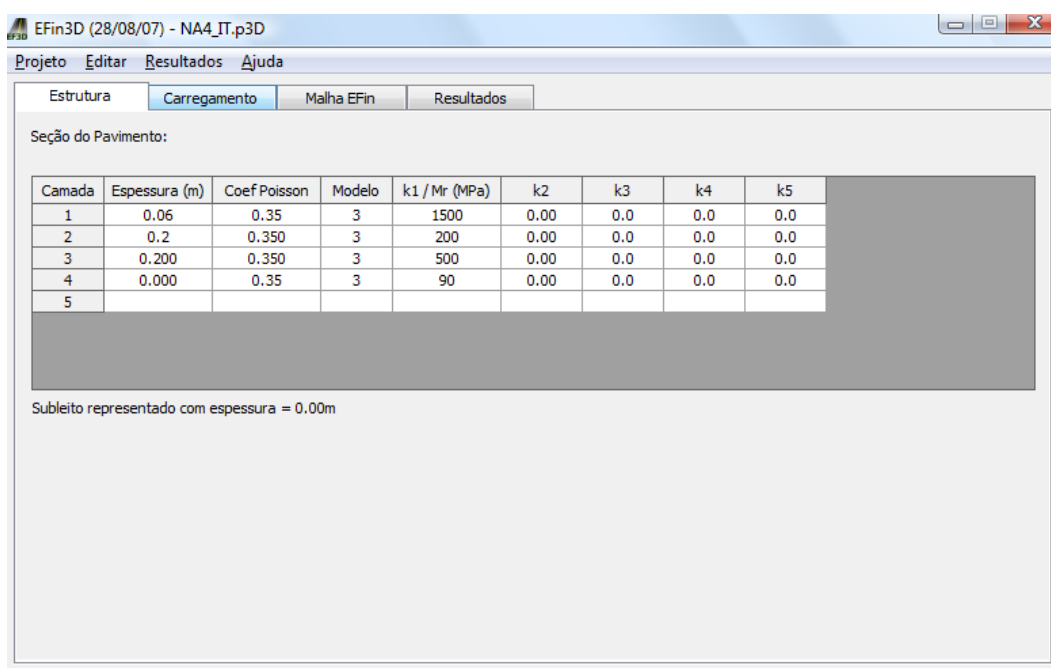 EFin3D (28/08/07) - NA4_IT.p3D
Projeto Editar Resultados Ajuda
Estrutura Carregamento Malha EFin Resultados
Seção do Pavimento:
Camada Espessura (m) Coef Poisson Modelo k1 / Mr (MPa) k2 k3 k4 k5
1 0.06 0.35 3 1500 0.00 0.0 0.0 0.0
2 0.2 0.350 3 200 0.00 0.0 0.0 0.0
3 0.200 0.350 3 500 0.00 0.0 0.0 0.0
4 0.000 0.35 3 90 0.00 0.0 0.0 0.0
5
Subleito representado com espessura = 0.00m